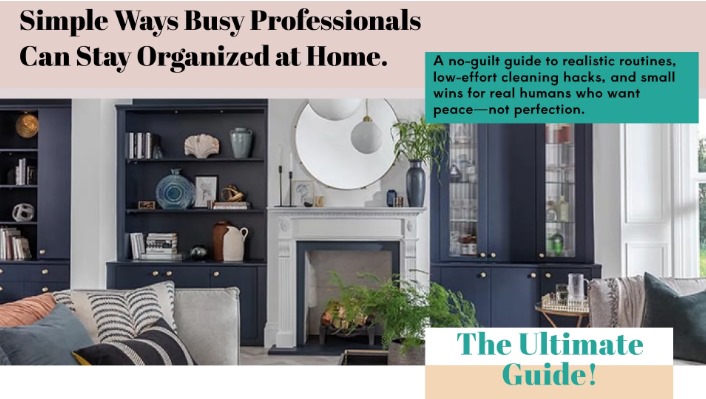 Simple Ways Busy Professionals
Can Stay Organized at Home.
A no-guilt guide to realistic routines,
low-effort cleaning hacks, and small
wins for real humans who want
peace—not perfection.
The Ultimate
Guide!